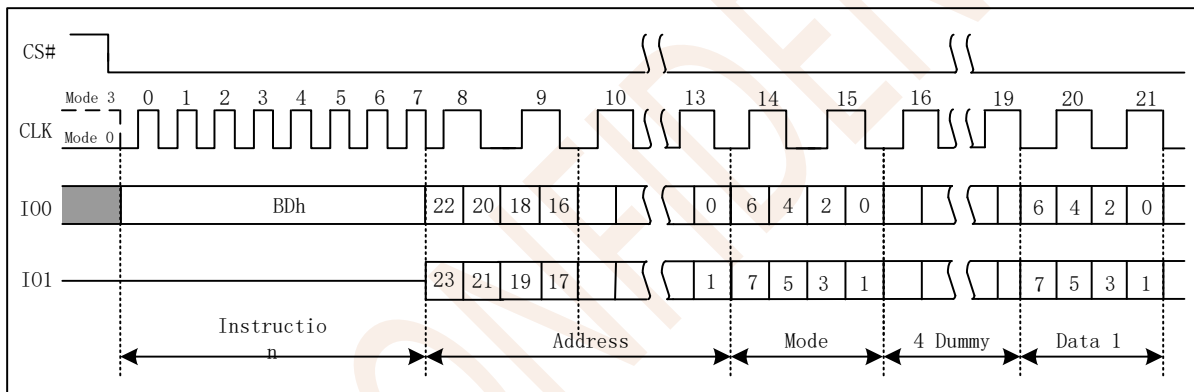 CS#
Mode 3 0 1 2 3 4 5 6 7 8 9 10 13 14 15 16 19 20 21
CLK
Mode 0
IO0 BDh 22 20 18 16 0 6 4 2 0 6 4 2 0
IO1 23 21 19 17 1 7 5 3 1 7 5 3 1
Instructio
n
Address Mode 4 Dummy Data 1
ONFIDEN